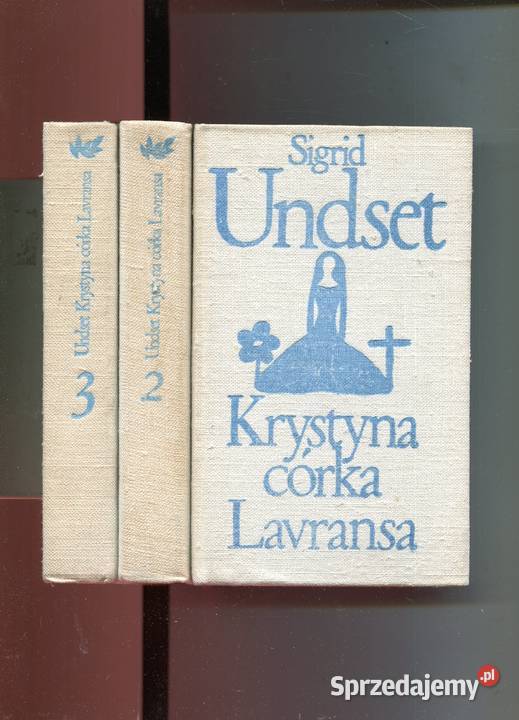 3 Undset Krystyna córka Lavransa
2 Undset Krystyna córka Lavransa
Sigrid
Undset
Krystyna
córka
Lavransa
Sprzedajemy.pl